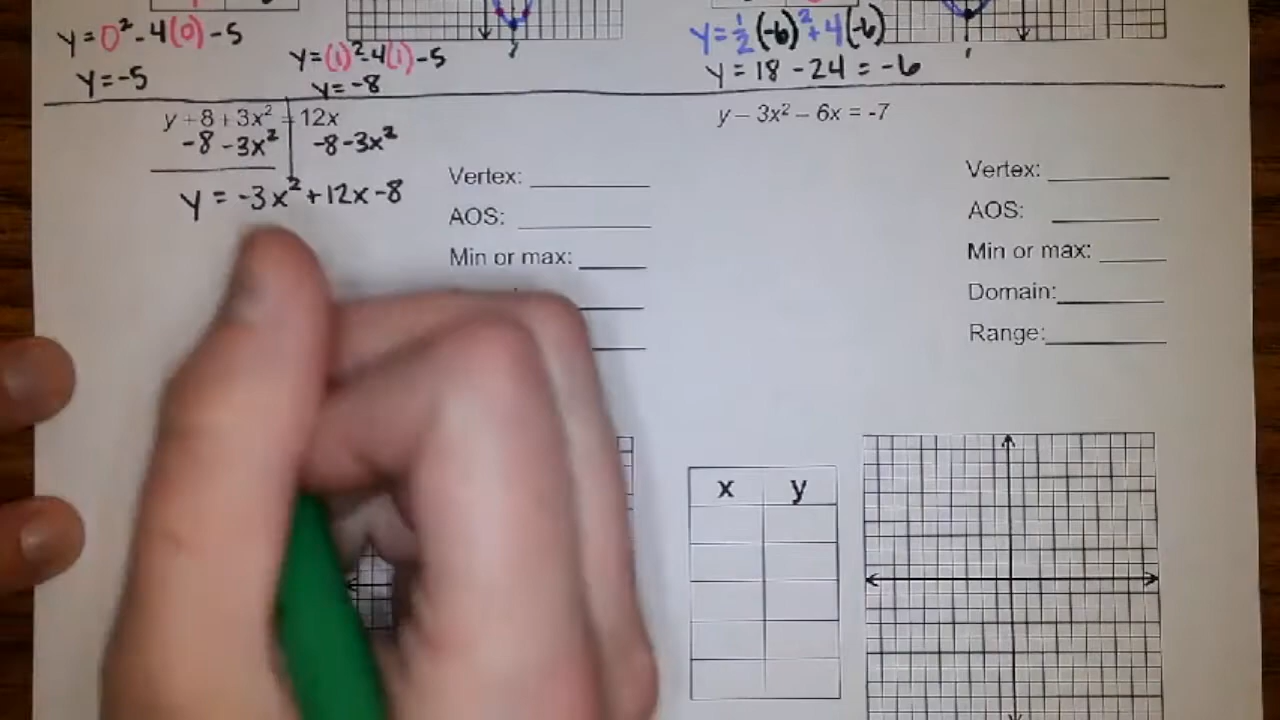 y = 0² - 4(0) - 5
y = -5
y = (1)² - 4(1) - 5
y = -8
y = ½(-6)² + 4(-6)
y = 18 - 24 = -6
y + 8 + 3x² = 12x
-8 - 3x² -8 - 3x²
y = -3x² + 12x - 8
Vertex:
AOS:
Min or max:
y – 3x² – 6x = -7
Vertex:
AOS:
Min or max:
Domain:
Range:
x y